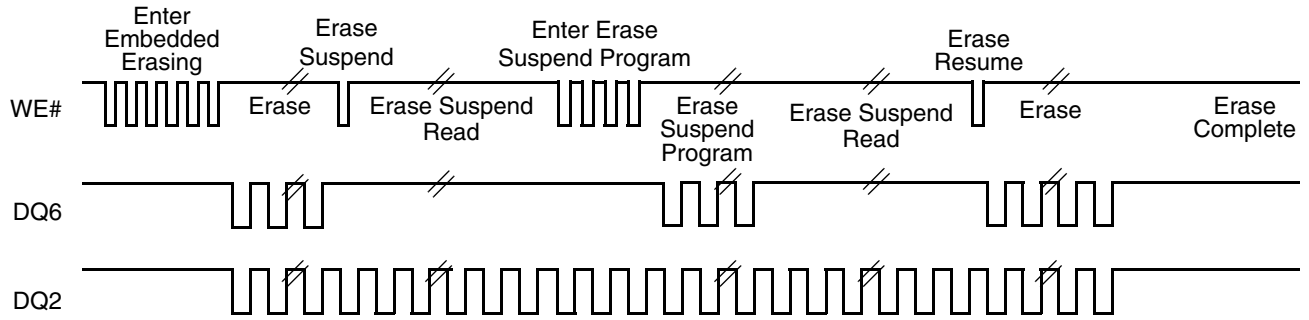 Enter
Embedded
Erasing
Erase
Suspend
Enter Erase
Suspend Program
Erase
Resume
WE#
Erase
Erase Suspend
Read
Erase
Suspend
Program
Erase Suspend
Read
Erase
Erase
Complete
DQ6
DQ2